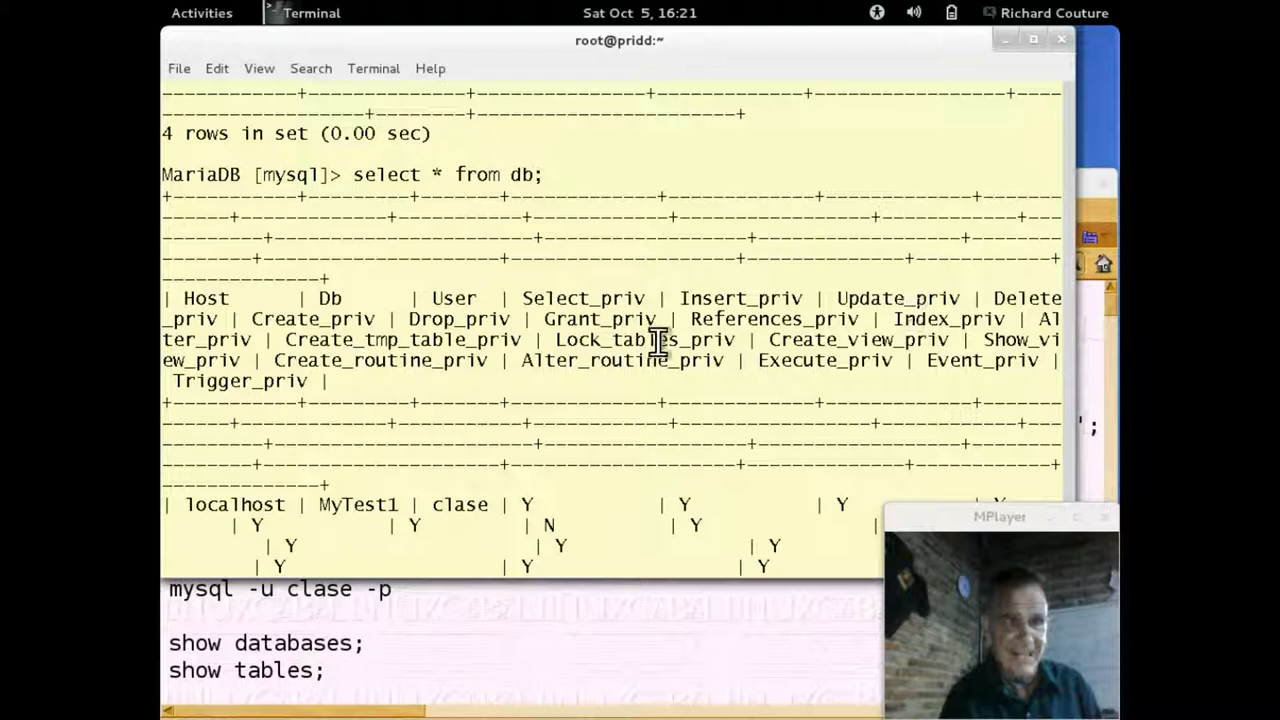 Activities Terminal Sat Oct 5, 16:21 Richard Couture
root@pridd:~
File Edit View Search Terminal Help
------------+--------------+---------------+-------------+-----------------+----
------------------+--------+-----------------------+
4 rows in set (0.00 sec)
MariaDB [mysql]> select * from db;
+-----------+---------+-------+-------------+-------------+-------------+-------
------+-------------+-----------+------------+-----------------+------------+---
---------+-----------------------+------------------+------------------+--------
--------+---------------------+--------------------+--------------+------------+
--------------+
| Host      | Db      | User  | Select_priv | Insert_priv | Update_priv | Delete
_priv | Create_priv | Drop_priv | Grant_priv | References_priv | Index_priv | Al
ter_priv | Create_tmp_table_priv | Lock_tables_priv | Create_view_priv | Show_vi
ew_priv | Create_routine_priv | Alter_routine_priv | Execute_priv | Event_priv |
Trigger_priv |
+-----------+---------+-------+-------------+-------------+-------------+-------
------+-------------+-----------+------------+-----------------+------------+---
---------+-----------------------+------------------+------------------+--------
--------+---------------------+--------------------+--------------+------------+
--------------+
| localhost | MyTest1 | clase | Y | Y | Y | Y
| Y | Y | N | Y |
| Y | Y | Y
| Y | Y | Y
';
MPlayer
mysql -u clase -p
show databases;
show tables;